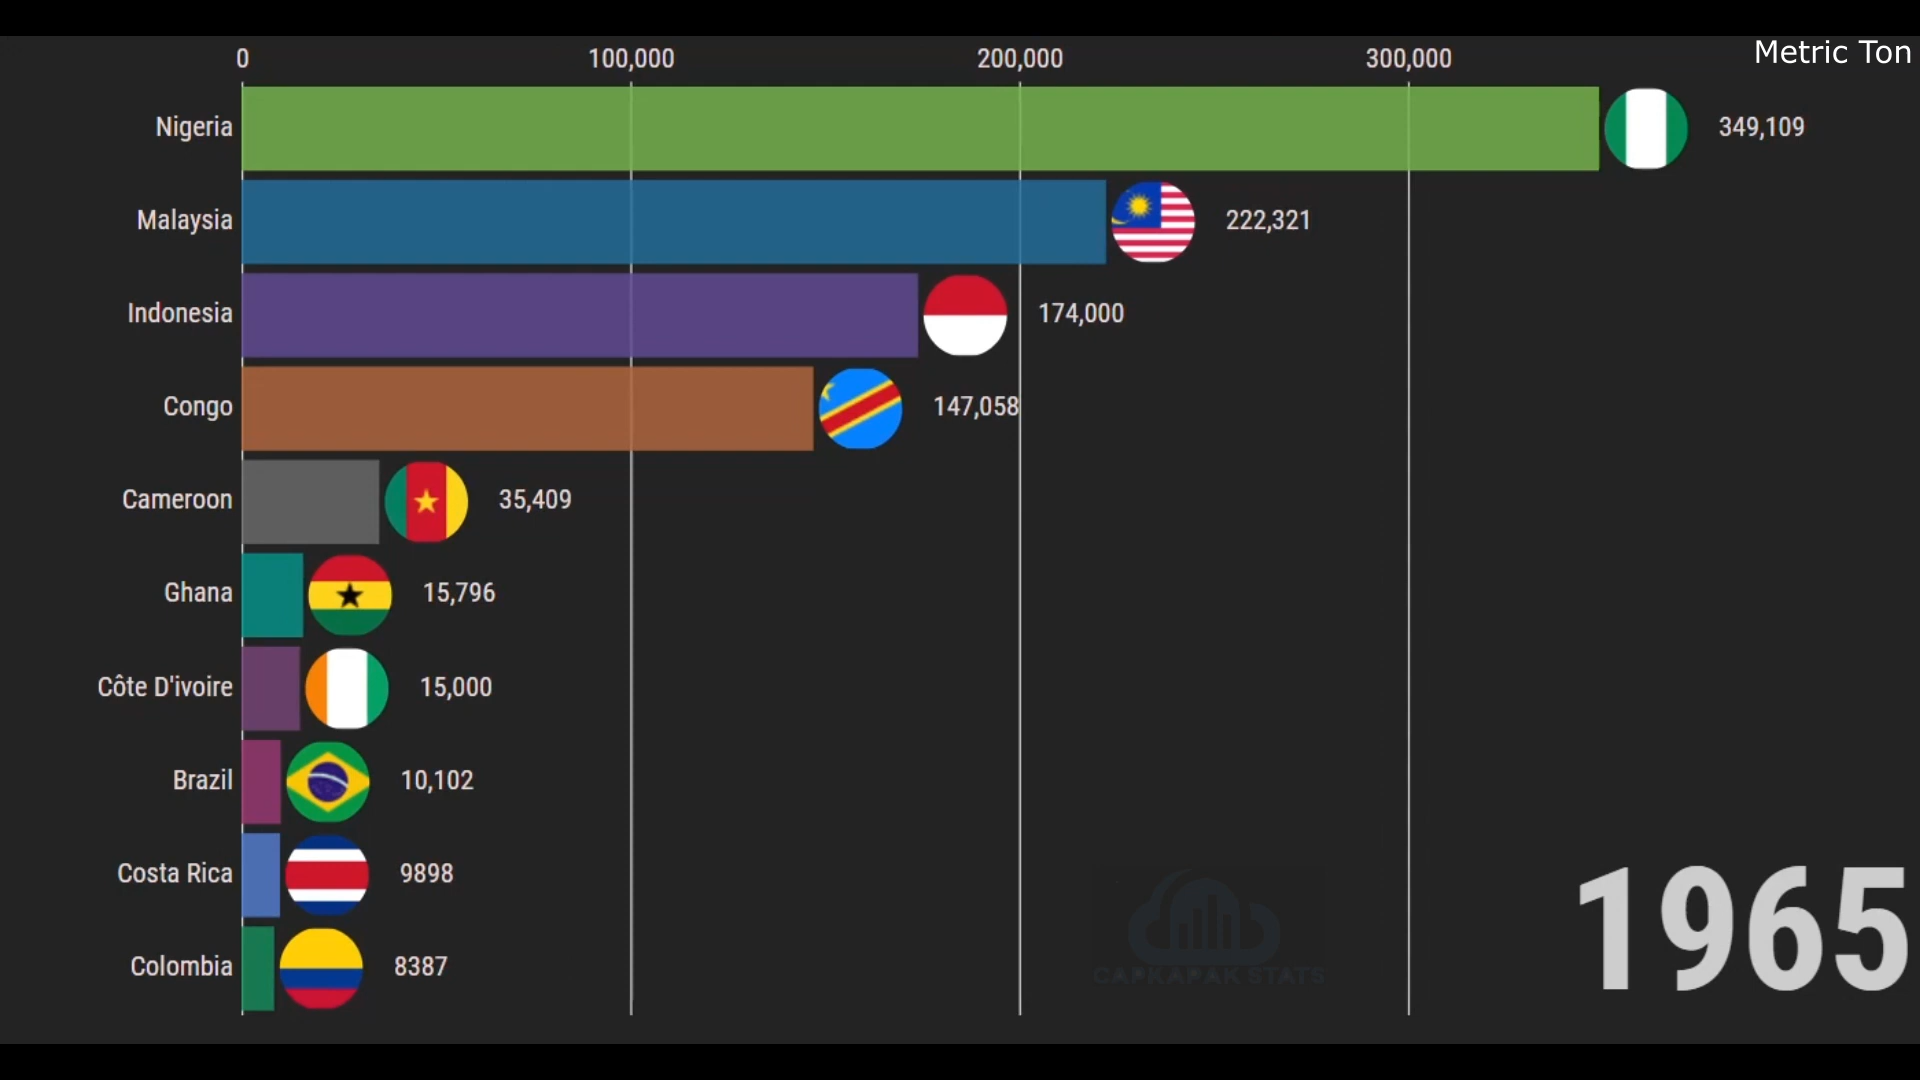 0 100,000 200,000 300,000 Metric Ton
Nigeria 349,109
Malaysia 222,321
Indonesia 174,000
Congo 147,058
Cameroon 35,409
Ghana 15,796
Côte D'ivoire 15,000
Brazil 10,102
Costa Rica 9898
Colombia 8387
1965
CAPKAPAK STATS